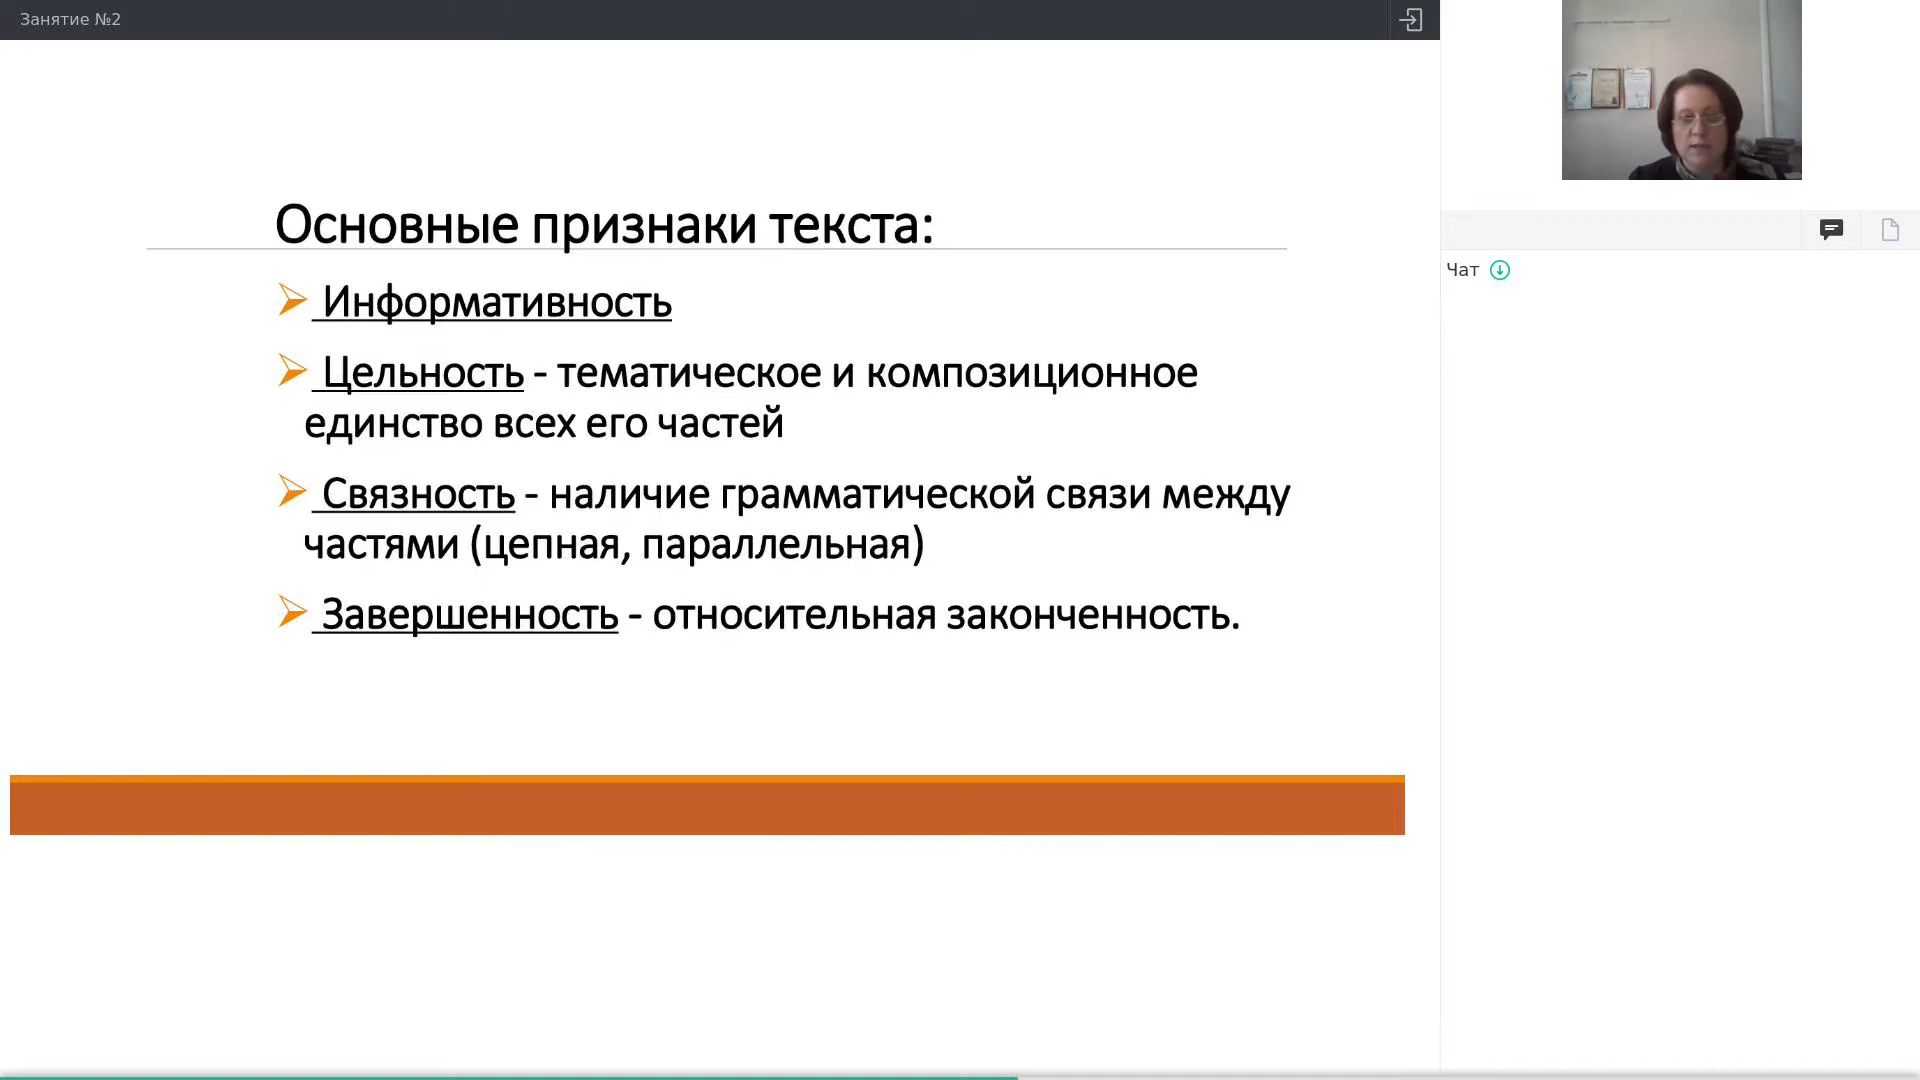 Занятие №2
Основные признаки текста:
Информативность
Цельность - тематическое и композиционное
единство всех его частей
Связность - наличие грамматической связи между
частями (цепная, параллельная)
Завершенность - относительная законченность.
Чат